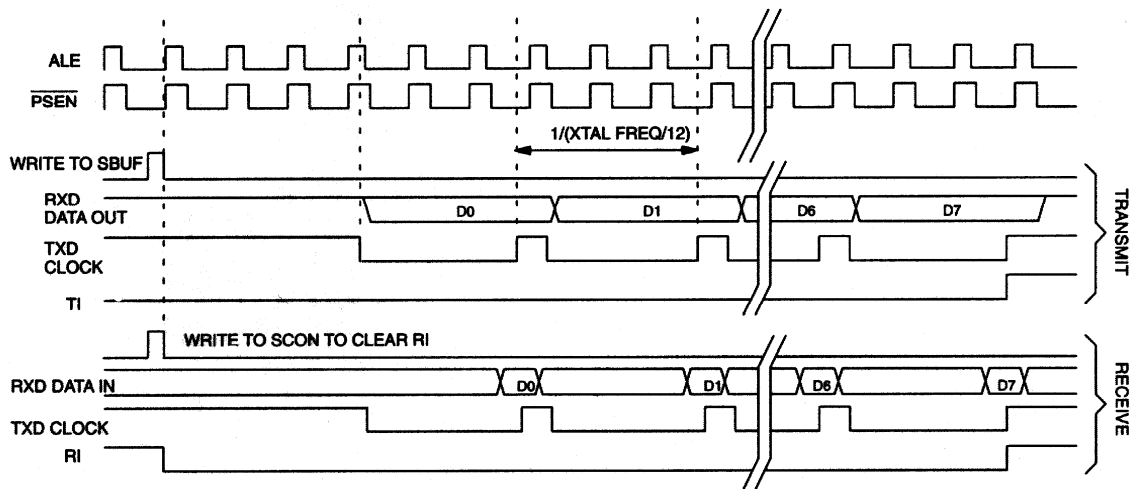 ALE
PSEN
1/(XTAL FREQ/12)
WRITE TO SBUF
RXD
DATA OUT
D0
D1
D6
D7
TXD
CLOCK
TI
TRANSMIT
WRITE TO SCON TO CLEAR RI
RXD DATA IN
D0
D1
D6
D7
TXD CLOCK
RI
RECEIVE